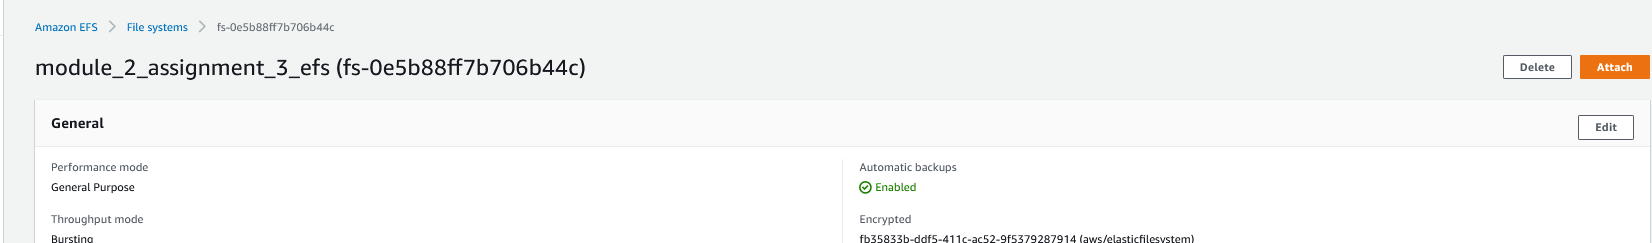 Amazon EFS > File systems > fs-0e5b88ff7b706b44c
module_2_assignment_3_efs (fs-0e5b88ff7b706b44c)
Delete
Attach
General
Edit
Performance mode
General Purpose
Automatic backups
Enabled
Throughput mode
Bursting
Encrypted
fb35833b-ddf5-411c-ac52-9f5379287914 (aws/elasticfilesystem)